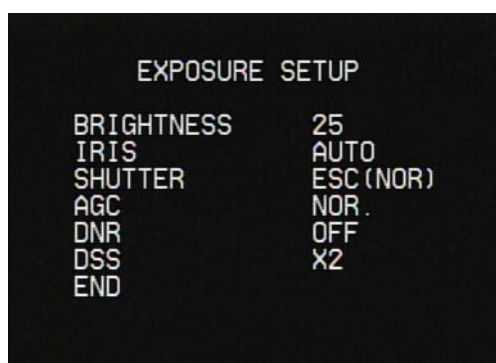 EXPOSURE SETUP
BRIGHTNESS 25
IRIS AUTO
SHUTTER ESC(NOR)
AGC NOR.
DNR OFF
DSS X2
END